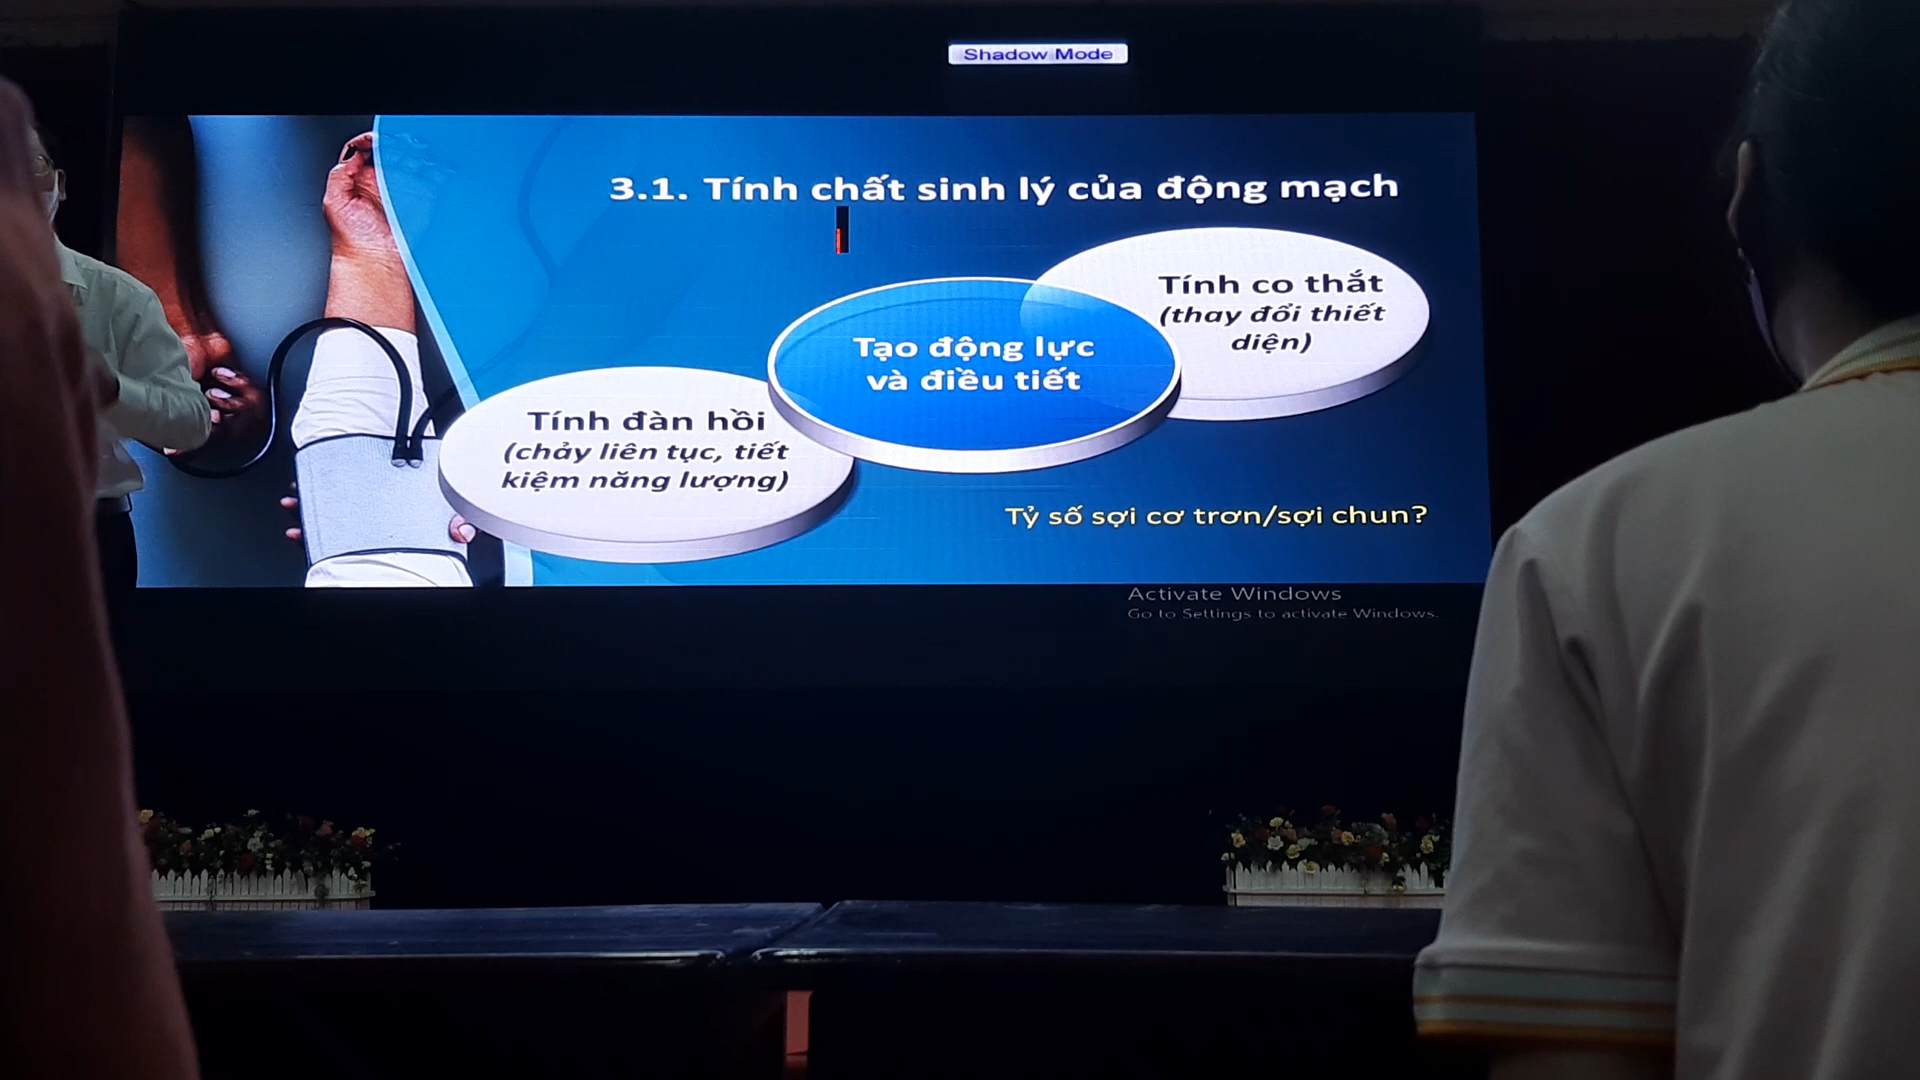 Shadow Mode
3.1. Tính chất sinh lý của động mạch
Tính co thắt
(thay đổi thiết
diện)
Tạo động lực
và điều tiết
Tính đàn hồi
(chảy liên tục, tiết
kiệm năng lượng)
Tỷ số sợi cơ trơn/sợi chun?
Activate Windows
Go to Settings to activate Windows.